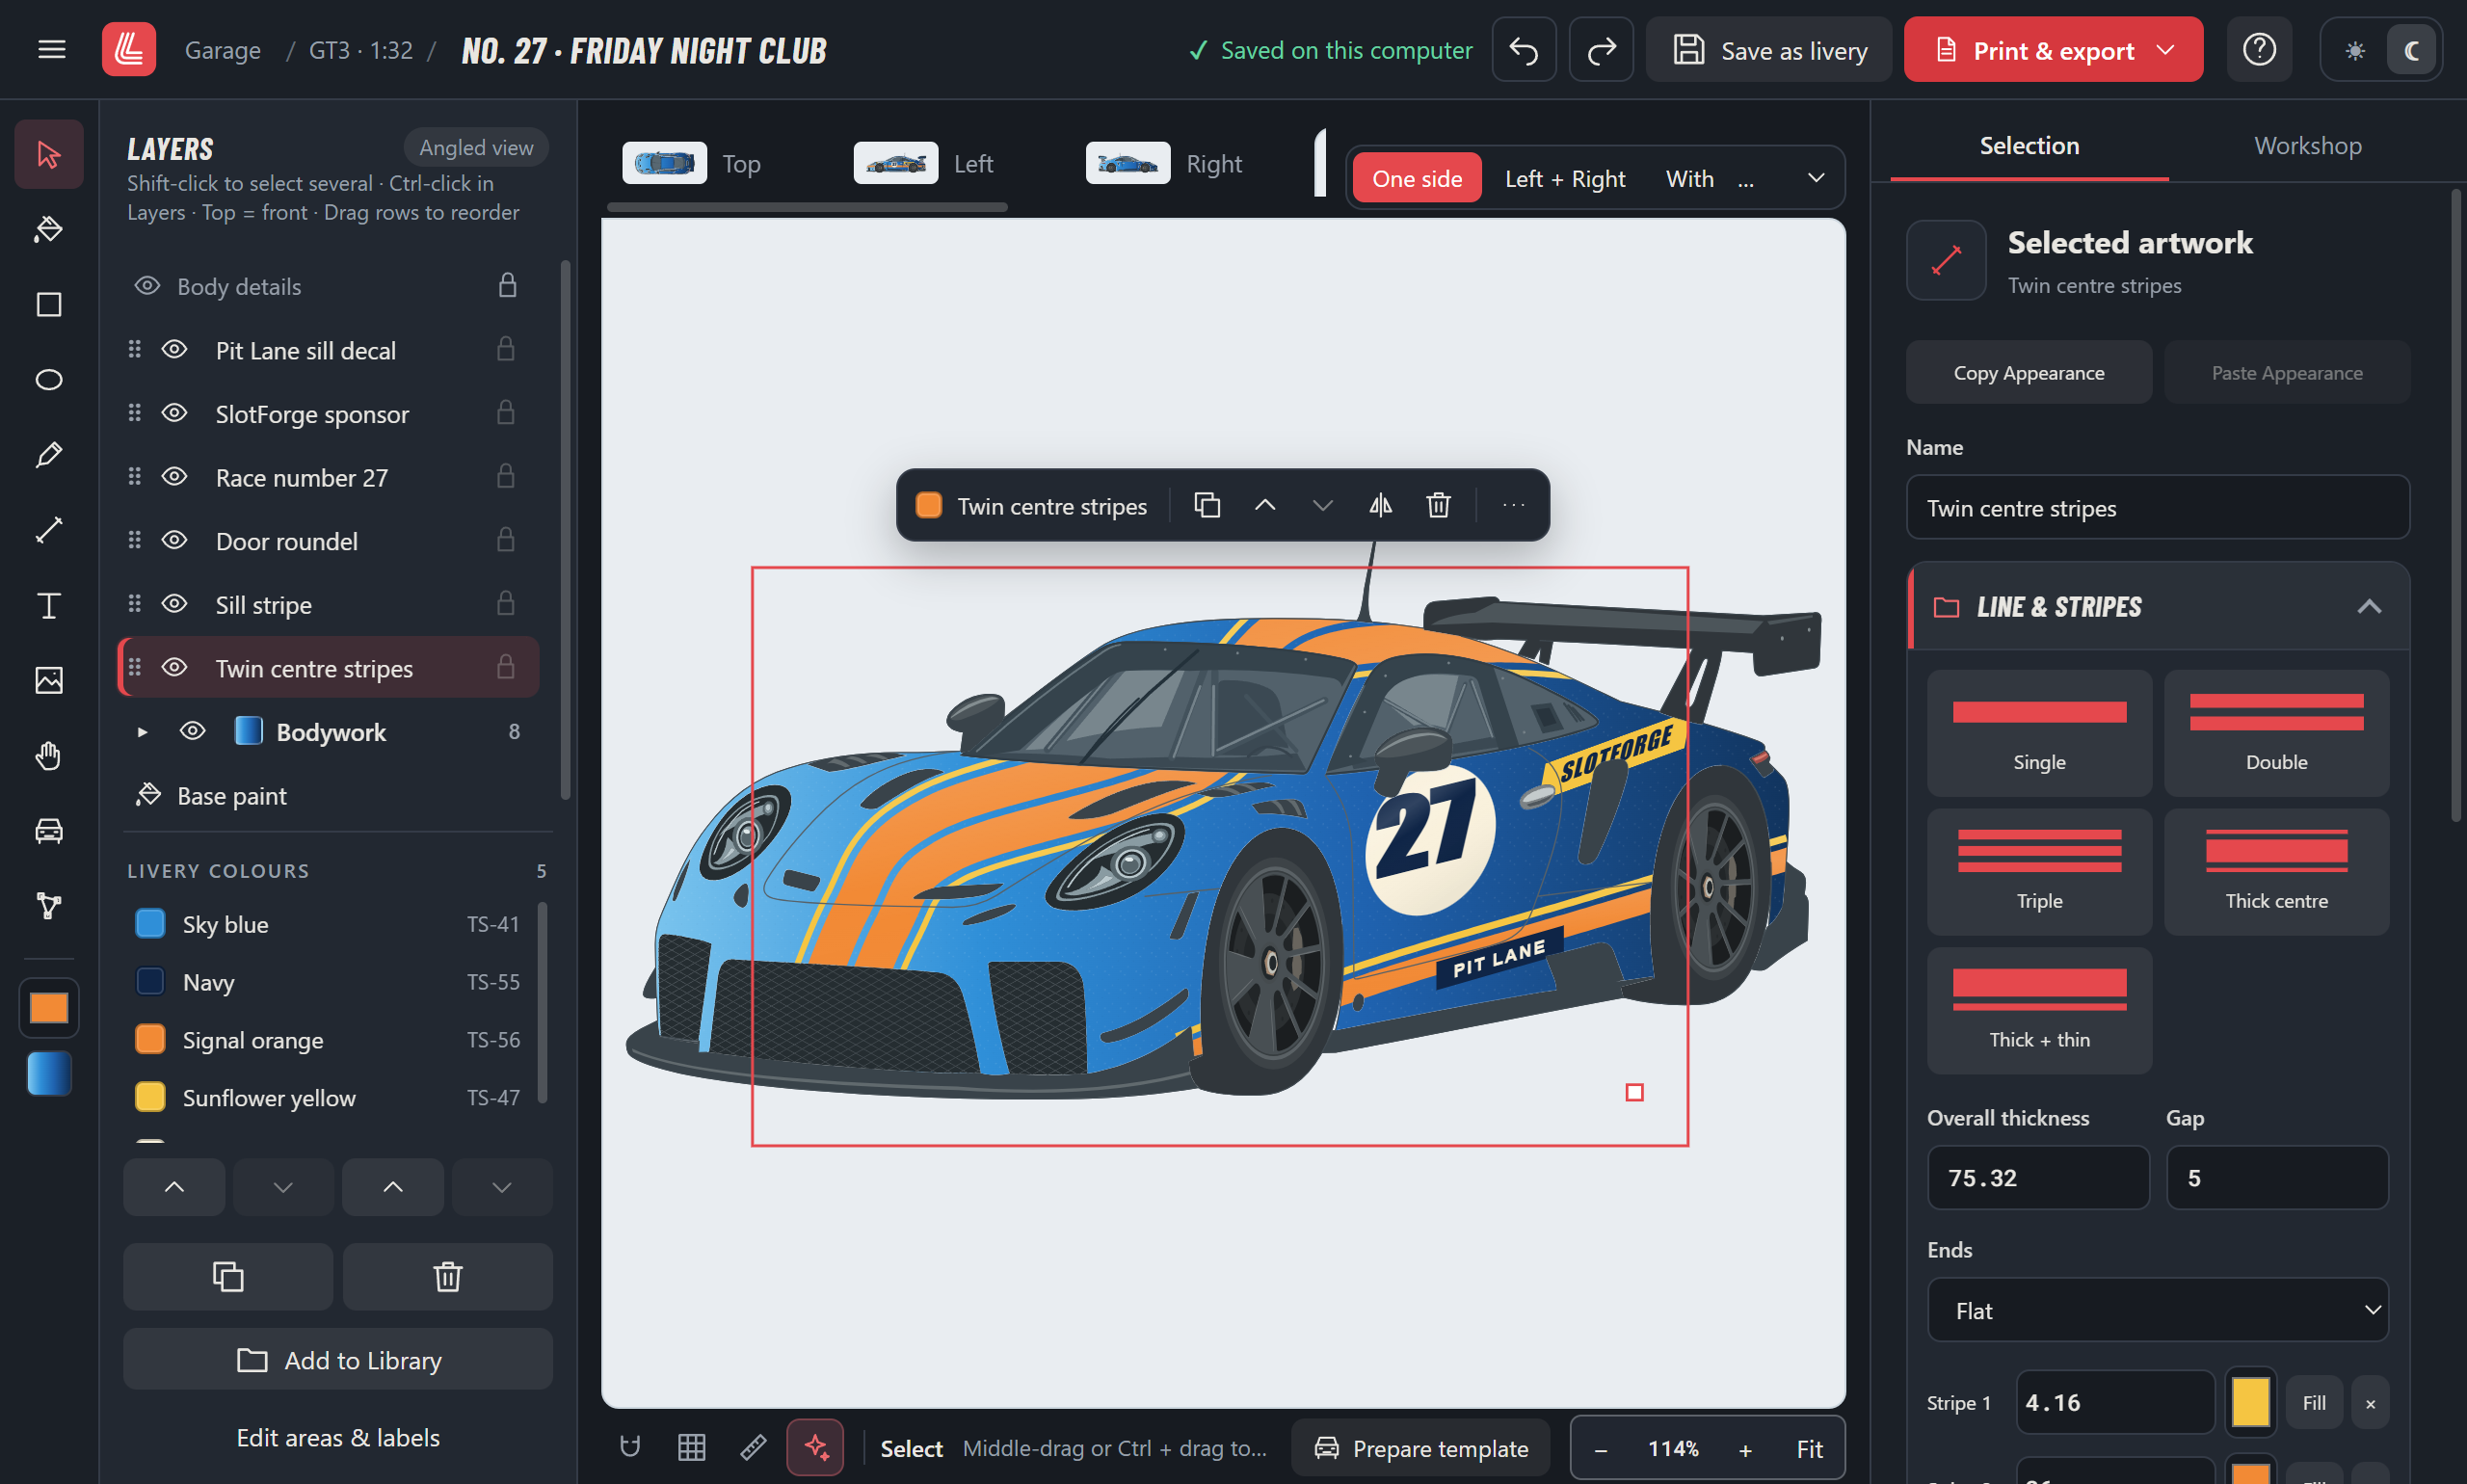 Garage / GT3 · 1:32 / NO. 27 · FRIDAY NIGHT CLUB
✓ Saved on this computer
Save as livery
Print & export
LAYERS
Angled view
Shift-click to select several · Ctrl-click in
Layers · Top = front · Drag rows to reorder
Body details
Pit Lane sill decal
SlotForge sponsor
Race number 27
Door roundel
Sill stripe
Twin centre stripes
Bodywork 8
Base paint
LIVERY COLOURS 5
Sky blue TS-41
Navy TS-55
Signal orange TS-56
Sunflower yellow TS-47
Add to Library
Edit areas & labels
Top
Left
Right
One side
Left + Right
With ...
Twin centre stripes
SLOTFORGE
27
PIT LANE
Select Middle-drag or Ctrl + drag to...
Prepare template
− 114% + Fit
Selection
Workshop
Selected artwork
Twin centre stripes
Copy Appearance
Paste Appearance
Name
Twin centre stripes
LINE & STRIPES
Single
Double
Triple
Thick centre
Thick + thin
Overall thickness
Gap
75.32
5
Ends
Flat
Stripe 1 4.16 Fill ×